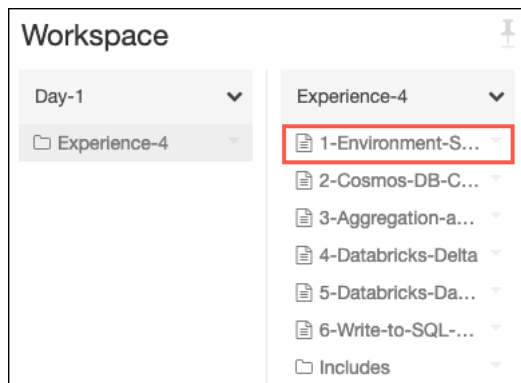 Workspace
Day-1
Experience-4
Experience-4
1-Environment-S...
2-Cosmos-DB-C...
3-Aggregation-a...
4-Databricks-Delta
5-Databricks-Da...
6-Write-to-SQL-...
Includes